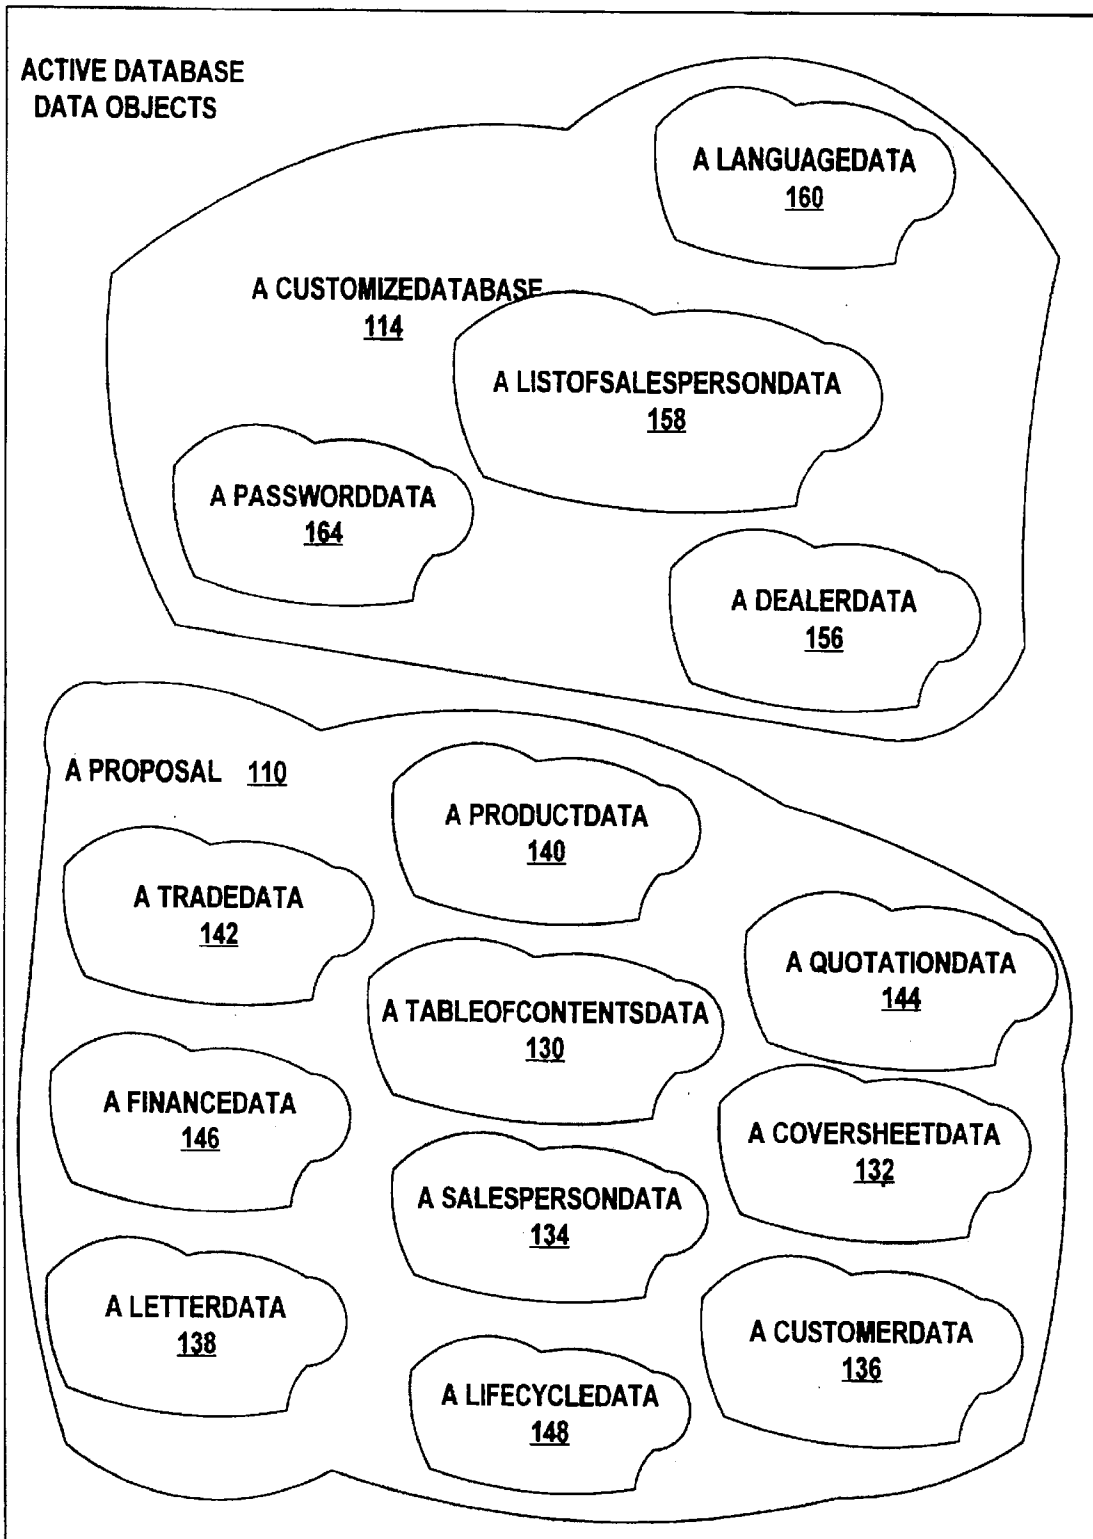 ACTIVE DATABASE
DATA OBJECTS
A LANGUAGEDATA
160
A CUSTOMIZEDATABASE
114
A LISTOFSALESPERSONDATA
158
A PASSWORDDATA
164
A DEALERDATA
156
A PROPOSAL 110
A PRODUCTDATA
140
A TRADEDATA
142
A QUOTATIONDATA
144
A TABLEOFCONTENTSDATA
130
A FINANCEDATA
146
A COVERSHEETDATA
132
A SALESPERSONDATA
134
A LETTERDATA
138
A CUSTOMERDATA
136
A LIFECYCLEDATA
148